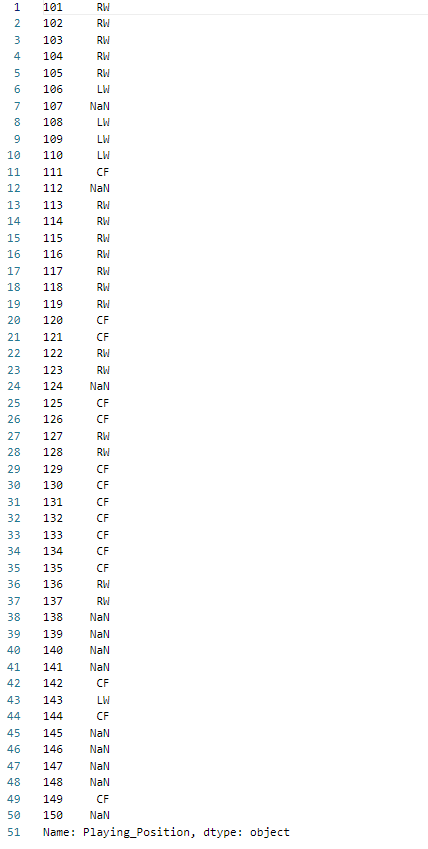 1 101 RW
2 102 RW
3 103 RW
4 104 RW
5 105 RW
6 106 LW
7 107 NaN
8 108 LW
9 109 LW
10 110 LW
11 111 CF
12 112 NaN
13 113 RW
14 114 RW
15 115 RW
16 116 RW
17 117 RW
18 118 RW
19 119 RW
20 120 CF
21 121 CF
22 122 RW
23 123 RW
24 124 NaN
25 125 CF
26 126 CF
27 127 RW
28 128 RW
29 129 CF
30 130 CF
31 131 CF
32 132 CF
33 133 CF
34 134 CF
35 135 CF
36 136 RW
37 137 RW
38 138 NaN
39 139 NaN
40 140 NaN
41 141 NaN
42 142 CF
43 143 LW
44 144 CF
45 145 NaN
46 146 NaN
47 147 NaN
48 148 NaN
49 149 CF
50 150 NaN
51 Name: Playing_Position, dtype: object